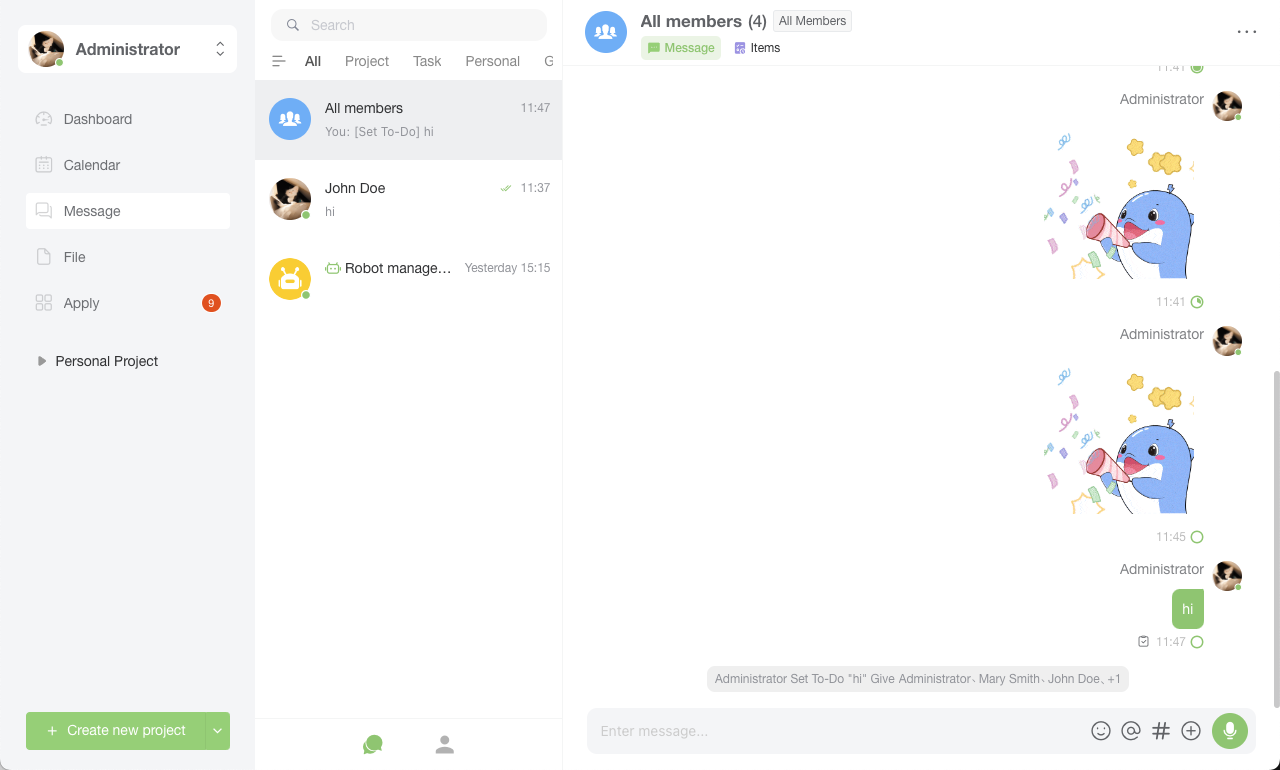 Administrator
Dashboard
Calendar
Message
File
Apply
9
Personal Project
+ Create new project
Search
All
Project
Task
Personal
G
All members
11:47
You: [Set To-Do] hi
John Doe
11:37
hi
Robot manage...
Yesterday 15:15
All members (4)
All Members
Message
Items
11:41
Administrator
11:41
Administrator
11:45
Administrator
hi
11:47
Administrator Set To-Do "hi" Give Administrator、Mary Smith、John Doe、+1
Enter message...